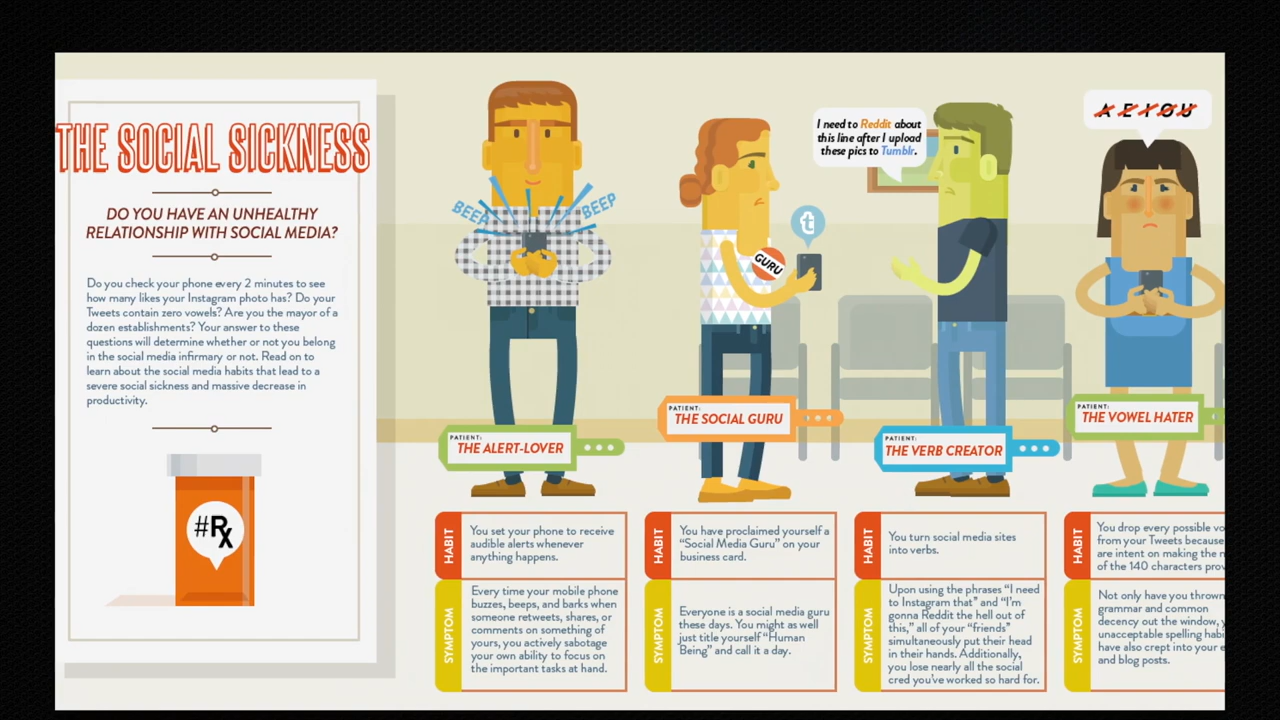 THE SOCIAL SICKNESS
DO YOU HAVE AN UNHEALTHY
RELATIONSHIP WITH SOCIAL MEDIA?
Do you check your phone every 2 minutes to see
how many likes your Instagram photo has? Do your
Tweets contain zero vowels? Are you the mayor of a
dozen establishments? Your answer to these
questions will determine whether or not you belong
in the social media infirmary or not. Read on to
learn about the social media habits that lead to a
severe social sickness and massive decrease in
productivity.
#Rx
BEEP
BEEP
PATIENT:
THE ALERT-LOVER
HABIT
You set your phone to receive
audible alerts whenever
anything happens.
SYMPTOM
Every time your mobile phone
buzzes, beeps, and barks when
someone retweets, shares, or
comments on something of
yours, you actively sabotage
your own ability to focus on
the important tasks at hand.
t
GURU
PATIENT:
THE SOCIAL GURU
HABIT
You have proclaimed yourself a
“Social Media Guru” on your
business card.
SYMPTOM
Everyone is a social media guru
these days. You might as well
just title yourself “Human
Being” and call it a day.
I need to Reddit about
this line after I upload
these pics to Tumblr.
PATIENT:
THE VERB CREATOR
HABIT
You turn social media sites
into verbs.
SYMPTOM
Upon using the phrases “I need
to Instagram that” and “I’m
gonna Reddit the hell out of
this,” all of your “friends”
simultaneously put their head
in their hands. Additionally,
you lose nearly all the social
cred you’ve worked so hard for.
A E I O U
PATIENT:
THE VOWEL HATER
HABIT
You drop every possible vo
from your Tweets because
are intent on making the
of the 140 characters prov
SYMPTOM
Not only have you thrown
grammar and common
decency out the window,
unacceptable spelling habi
have also crept into your e
and blog posts.